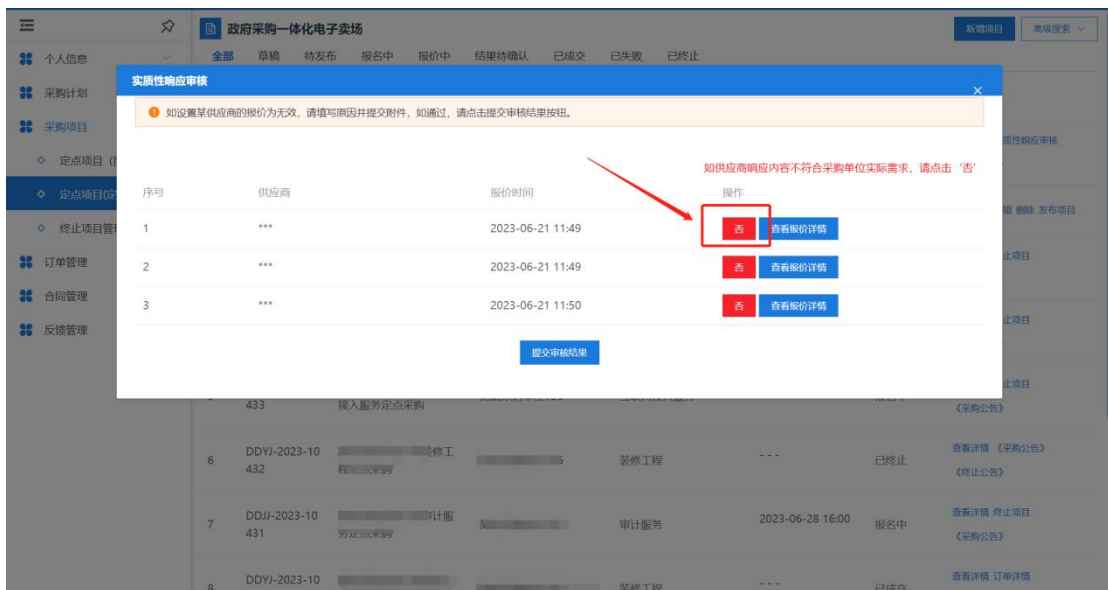 政府采购一体化电子卖场
新增项目
高级搜索
个人信息
全部 草稿 待发布 报名中 报价中 结果待确认 已成交 已失败 已终止
实质性响应审核
×
采购计划
如设置某供应商的报价为无效,请填写原因并提交附件,如通过,请点击提交审核结果按钮。
采购项目
质性响应审核
定点项目
如供应商响应内容不符合采购单位实际需求,请点击‘否’
定点项目(定
序号 供应商 报价时间 操作
终止项目管
1 *** 2023-06-21 11:49 否 查看报价详情
辑 删除 发布项目
订单管理
止项目
2 *** 2023-06-21 11:49 否 查看报价详情
合同管理
3 *** 2023-06-21 11:50 否 查看报价详情
止项目
反馈管理
提交审核结果
止项目
433 接入服务定点采购
《采购公告》
6 DDYJ-2023-10 修工 装修工程 - - - 已终止 查看详情 《采购公告》
432 《终止公告》
7 DDJJ-2023-10 审计服 审计服务 2023-06-28 16:00 报名中 查看详情 终止项目
431 务定点采购 《采购公告》
8 DDYJ-2023-10 装修工程 - - - 已成交 查看详情 订单详情